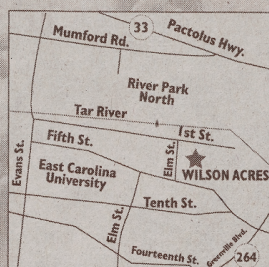 Pactolus Hwy.
33
Mumford Rd.
River Park
North
Tar River
1st St.
Fifth St.
Elm St.
WILSON ACRES
Evans St.
East Carolina
University
Tenth St.
Elm St.
Greenville Blvd.
Fourteenth St.
264